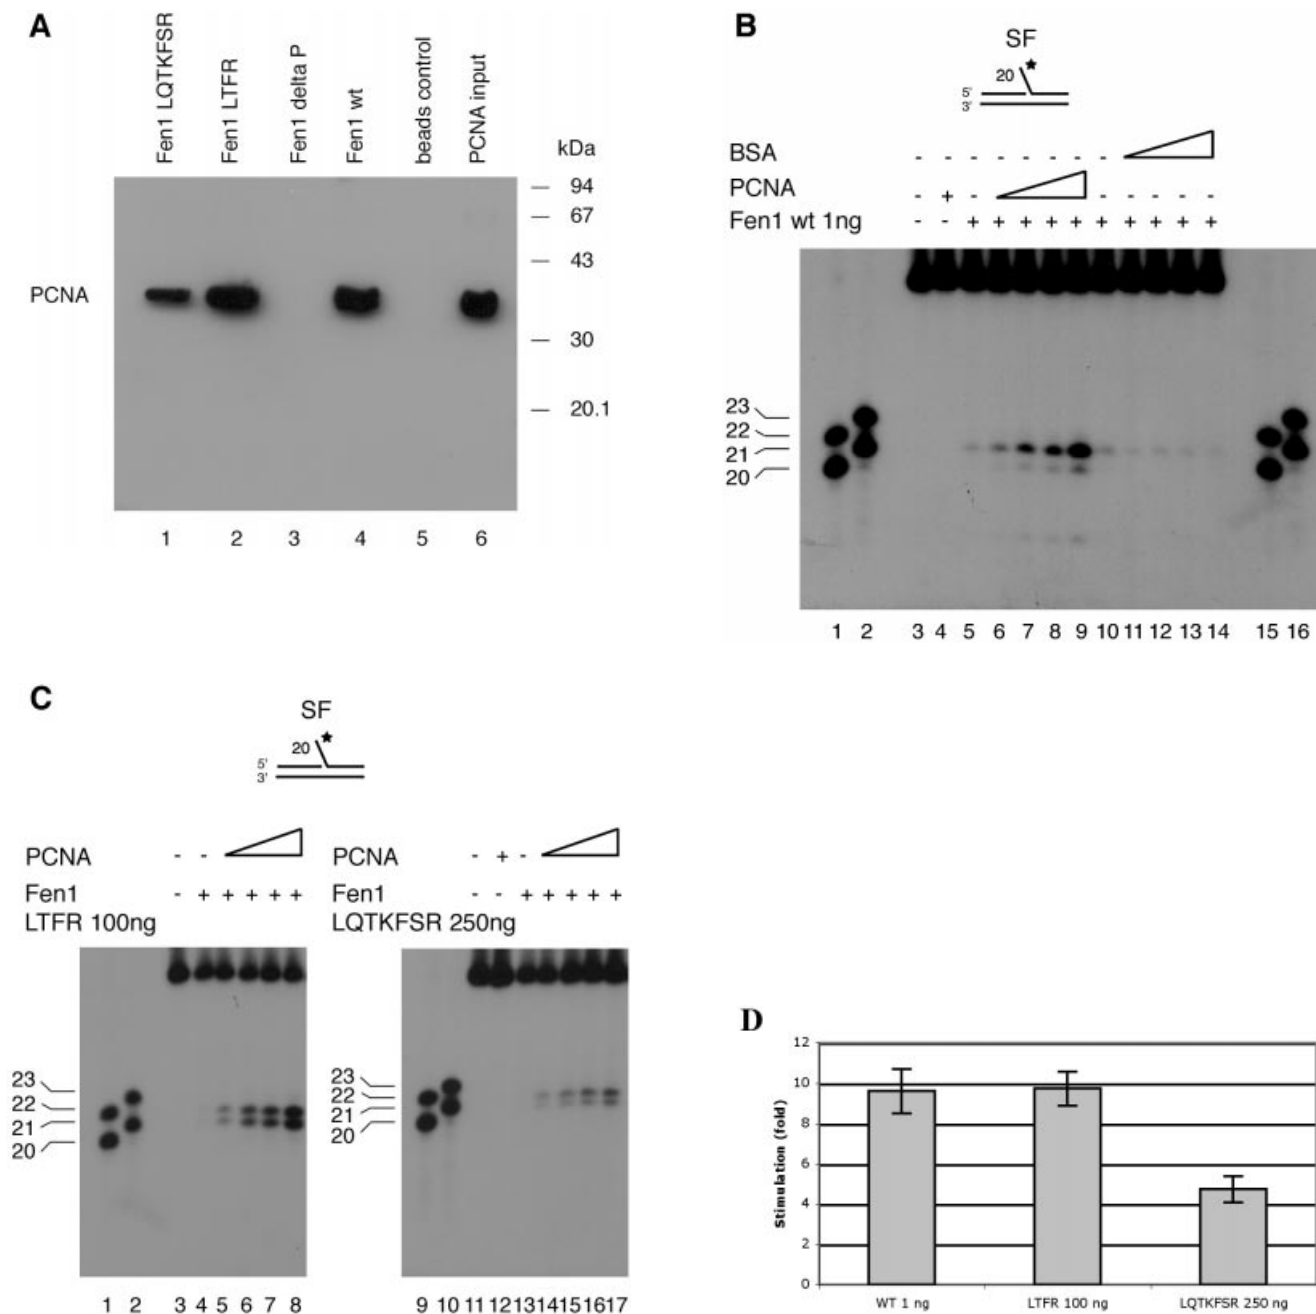 A
Fen1 LQTKFSR
Fen1 LTFR
Fen1 delta P
Fen1 wt
beads control
PCNA input
kDa
94
67
43
30
20.1
PCNA
1 2 3 4 5 6
B
SF
20
5'
3'
BSA - - - - - - - -
PCNA - + - - - - - -
Fen1 wt 1ng - - + + + + + + + + + +
23
22
21
20
1 2 3 4 5 6 7 8 9 10 11 12 13 14 15 16
C
SF
20
5'
3'
PCNA - -
Fen1 - + + + + +
LTFR 100ng
23
22
21
20
1 2 3 4 5 6 7 8
PCNA - + -
Fen1 - - + + + + +
LQTKFSR 250ng
23
22
21
20
9 10 11 12 13 14 15 16 17
D
Stimulation (fold)
12
10
8
6
4
2
0
WT 1 ng
LTFR 100 ng
LQTKFSR 250 ng